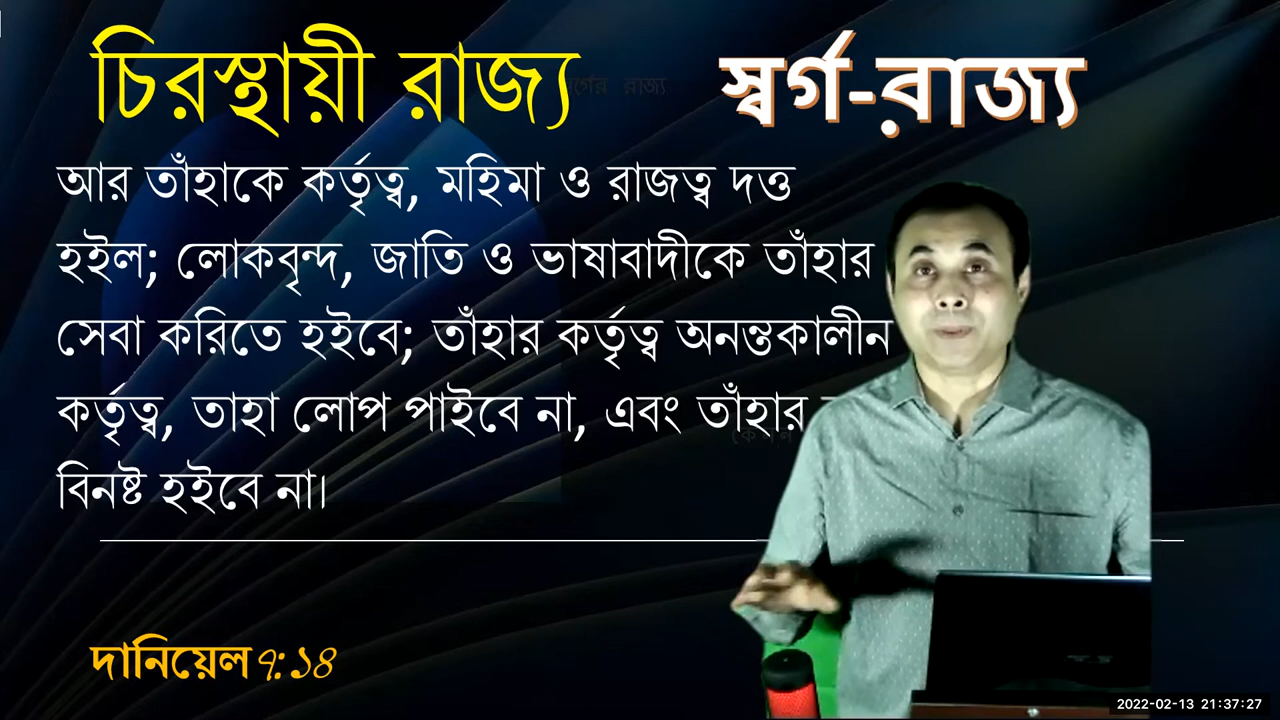 চিরস্থায়ী রাজ্য
স্বর্গ-রাজ্য
আর তাঁহাকে কর্তৃত্ব, মহিমা ও রাজত্ব দত্ত
হইল; লোকবৃন্দ, জাতি ও ভাষাবাদীকে তাঁহার
সেবা করিতে হইবে; তাঁহার কর্তৃত্ব অনন্তকালীন
কর্তৃত্ব, তাহা লোপ পাইবে না, এবং তাঁহার
বিনষ্ট হইবে না।
দানিয়েল ৭:১৪
2022-02-13 21:37:27